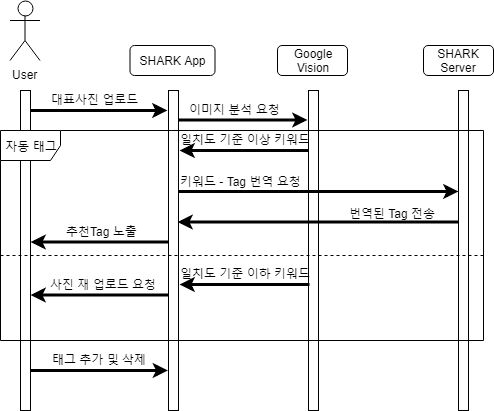 User
SHARK App
Google
Vision
SHARK
Server
대표사진 업로드
이미지 분석 요청
자동 태그
일치도 기준 이상 키워드
키워드 - Tag 번역 요청
번역된 Tag 전송
추천Tag 노출
일치도 기준 이하 키워드
사진 재 업로드 요청
태그 추가 및 삭제